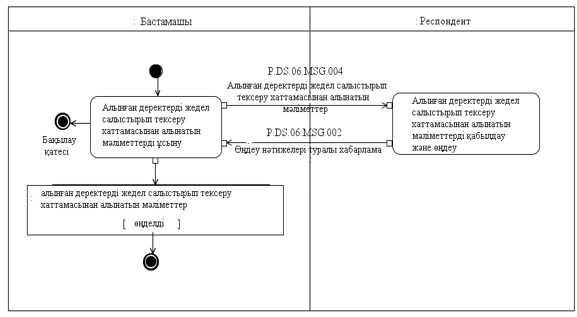 : Бастамашы
: Респондент
P.DS.06.MSG.004
Алынған деректерді жедел салыстырып
тексеру хаттамасынан алынатын
мәліметтер
Алынған деректерді жедел
салыстырып тексеру
хаттамасынан алынатын
мәліметтерді ұсыну
Алынған деректерді жедел
салыстырып тексеру
хаттамасынан алынатын
мәліметтерді қабылдау
және өңдеу
Бақылау
қатесі
P.DS.06.MSG.002
Өңдеу нәтижелері туралы хабарлама
:
алынған деректерді жедел салыстырып тексеру
хаттамасынан алынатын мәліметтер
[ өңделді ]